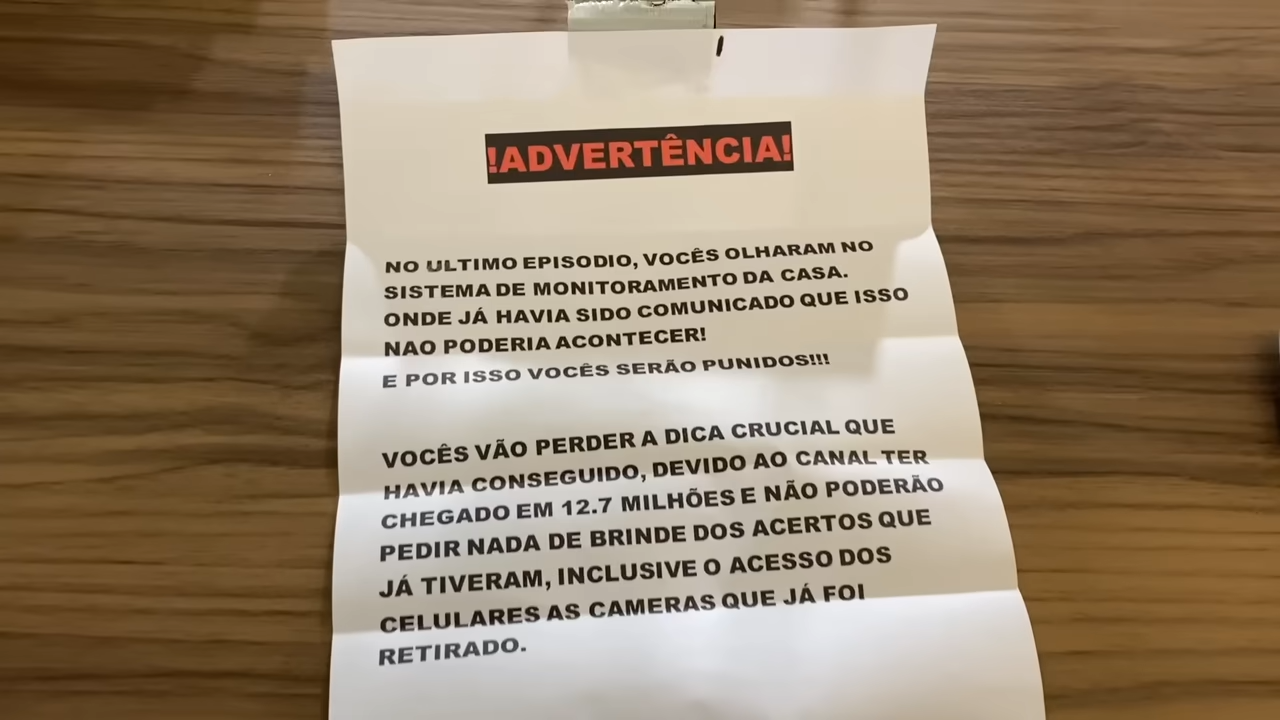 !ADVERTÊNCIA!
NO ULTIMO EPISODIO, VOCÊS OLHARAM NO
SISTEMA DE MONITORAMENTO DA CASA.
ONDE JÁ HAVIA SIDO COMUNICADO QUE ISSO
NAO PODERIA ACONTECER!
E POR ISSO VOCÊS SERÃO PUNIDOS!!!
VOCÊS VÃO PERDER A DICA CRUCIAL QUE
HAVIA CONSEGUIDO, DEVIDO AO CANAL TER
CHEGADO EM 12.7 MILHÕES E NÃO PODERÃO
PEDIR NADA DE BRINDE DOS ACERTOS QUE
JÁ TIVERAM, INCLUSIVE O ACESSO DOS
CELULARES AS CAMERAS QUE JÁ FOI
RETIRADO.